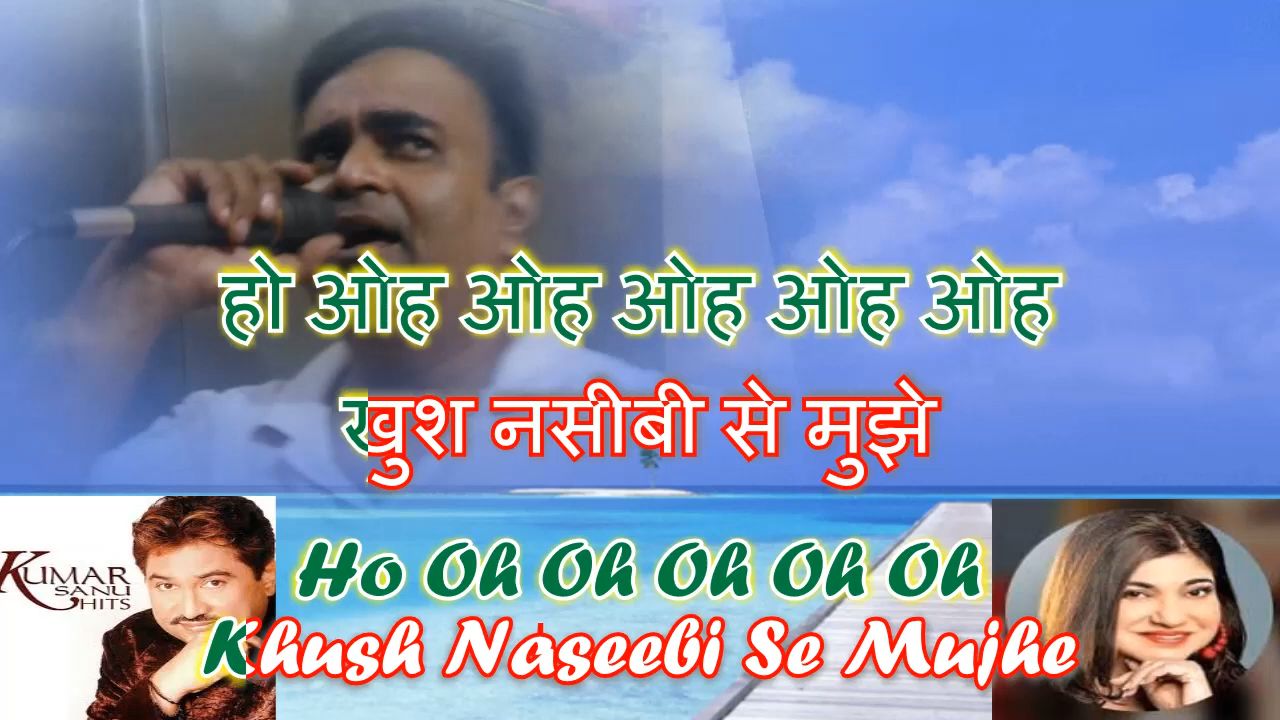 हो ओह ओह ओह ओह ओह
खुश नसीबी से मुझे
KUMAR
SANU
HITS
Ho Oh Oh Oh Oh Oh
Khush Naseebi Se Mujhe